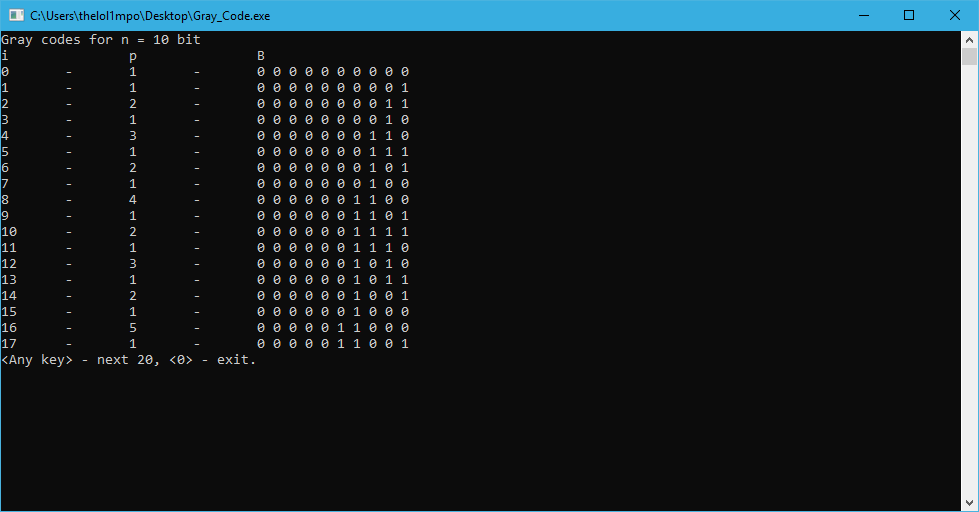 C:\Users\thelol1mpo\Desktop\Gray_Code.exe
Gray codes for n = 10 bit
i p B
0 - 1 - 0 0 0 0 0 0 0 0 0 0
1 - 1 - 0 0 0 0 0 0 0 0 0 1
2 - 2 - 0 0 0 0 0 0 0 0 1 1
3 - 1 - 0 0 0 0 0 0 0 0 1 0
4 - 3 - 0 0 0 0 0 0 0 1 1 0
5 - 1 - 0 0 0 0 0 0 0 1 1 1
6 - 2 - 0 0 0 0 0 0 0 1 0 1
7 - 1 - 0 0 0 0 0 0 0 1 0 0
8 - 4 - 0 0 0 0 0 0 1 1 0 0
9 - 1 - 0 0 0 0 0 0 1 1 0 1
10 - 2 - 0 0 0 0 0 0 1 1 1 1
11 - 1 - 0 0 0 0 0 0 1 1 1 0
12 - 3 - 0 0 0 0 0 0 1 0 1 0
13 - 1 - 0 0 0 0 0 0 1 0 1 1
14 - 2 - 0 0 0 0 0 0 1 0 0 1
15 - 1 - 0 0 0 0 0 0 1 0 0 0
16 - 5 - 0 0 0 0 0 1 1 0 0 0
17 - 1 - 0 0 0 0 0 1 1 0 0 1
<Any key> - next 20, <0> - exit.